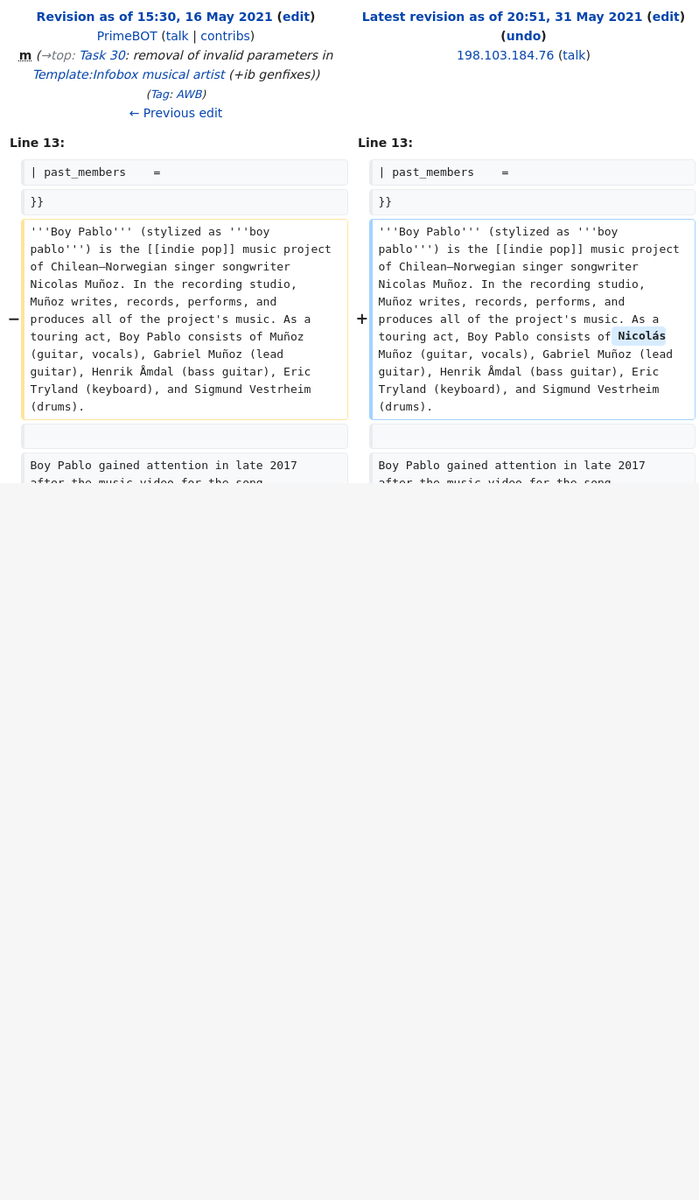 Revision as of 15:30, 16 May 2021 (edit)
PrimeBOT (talk | contribs)
m (→top: Task 30: removal of invalid parameters in
Template:Infobox musical artist (+ib genfixes))
(Tag: AWB)
← Previous edit
Latest revision as of 20:51, 31 May 2021 (edit)
(undo)
198.103.184.76 (talk)
Line 13:
Line 13:
| past_members    =
| past_members    =
}}
}}
−
'''Boy Pablo''' (stylized as '''boy
pablo''') is the [[indie pop]] music project
of Chilean–Norwegian singer songwriter
Nicolas Muñoz. In the recording studio,
Muñoz writes, records, performs, and
produces all of the project's music. As a
touring act, Boy Pablo consists of Muñoz
(guitar, vocals), Gabriel Muñoz (lead
guitar), Henrik Åmdal (bass guitar), Eric
Tryland (keyboard), and Sigmund Vestrheim
(drums).
+
'''Boy Pablo''' (stylized as '''boy
pablo''') is the [[indie pop]] music project
of Chilean–Norwegian singer songwriter
Nicolas Muñoz. In the recording studio,
Muñoz writes, records, performs, and
produces all of the project's music. As a
touring act, Boy Pablo consists of Nicolás
Muñoz (guitar, vocals), Gabriel Muñoz (lead
guitar), Henrik Åmdal (bass guitar), Eric
Tryland (keyboard), and Sigmund Vestrheim
(drums).
Boy Pablo gained attention in late 2017
after the music video for the song
Boy Pablo gained attention in late 2017
after the music video for the song